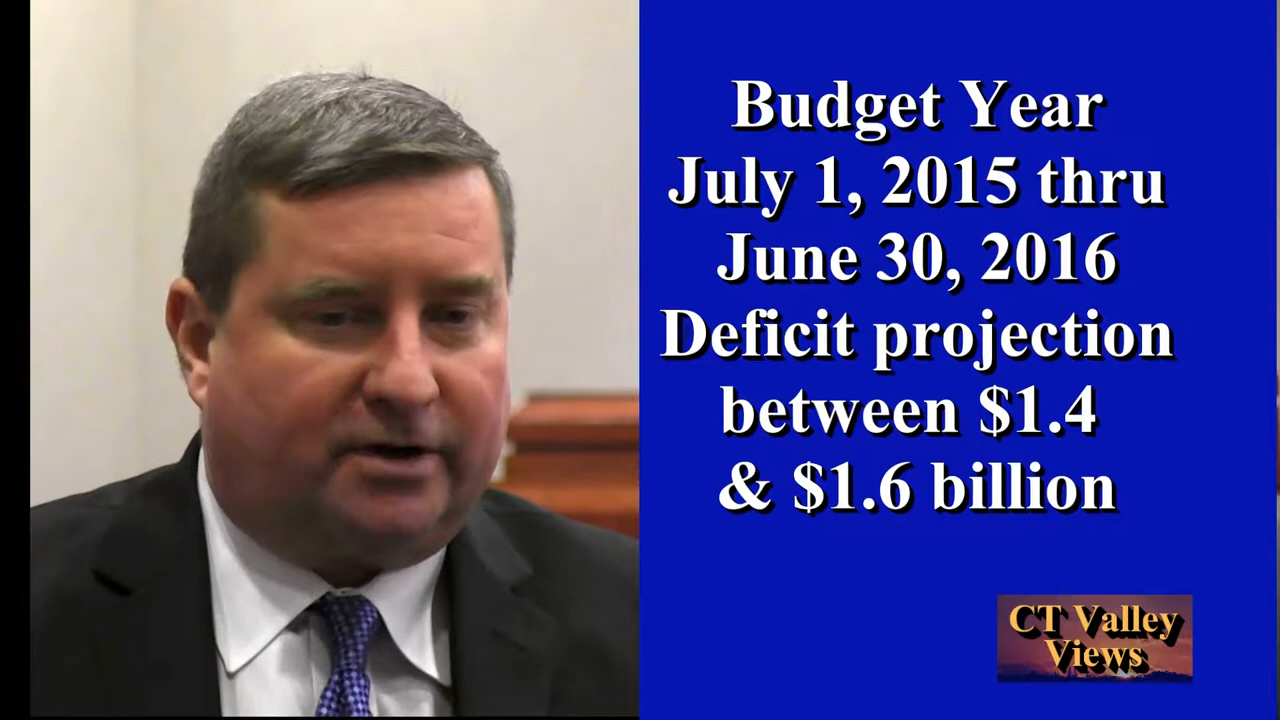 Budget Year
July 1, 2015 thru
June 30, 2016
Deficit projection
between $1.4
& $1.6 billion
CT Valley
Views